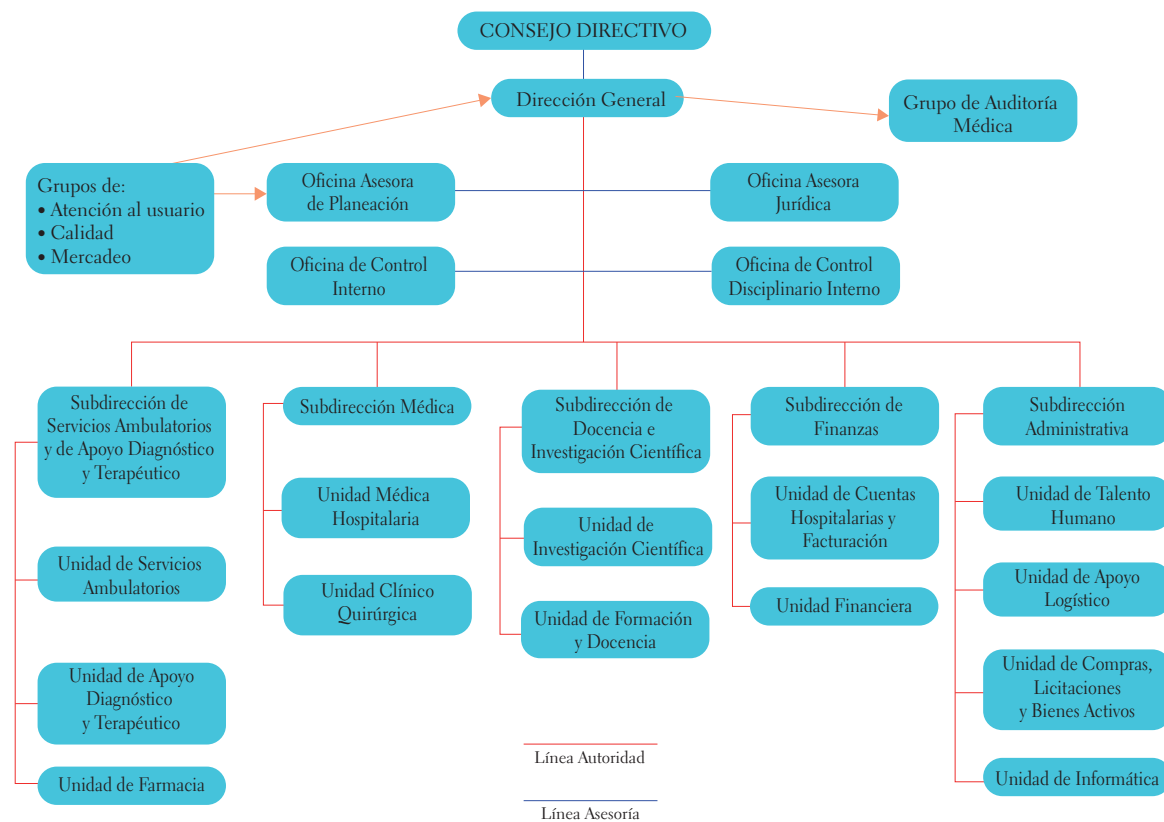 CONSEJO DIRECTIVO
Dirección General
Grupo de Auditoría
Médica
Grupos de:
• Atención al usuario
• Calidad
• Mercadeo
Oficina Asesora
de Planeación
Oficina Asesora
Jurídica
Oficina de Control
Interno
Oficina de Control
Disciplinario Interno
Subdirección de
Servicios Ambulatorios
y de Apoyo Diagnóstico
y Terapéutico
Unidad de Servicios
Ambulatorios
Unidad de Apoyo
Diagnóstico
y Terapéutico
Unidad de Farmacia
Subdirección Médica
Unidad Médica
Hospitalaria
Unidad Clínico
Quirúrgica
Subdirección de
Docencia e
Investigación Científica
Unidad de
Investigación Científica
Unidad de Formación
y Docencia
Subdirección de
Finanzas
Unidad de Cuentas
Hospitalarias y
Facturación
Unidad Financiera
Subdirección
Administrativa
Unidad de Talento
Humano
Unidad de Apoyo
Logístico
Unidad de Compras,
Licitaciones
y Bienes Activos
Unidad de Informática
Línea Autoridad
Línea Asesoría